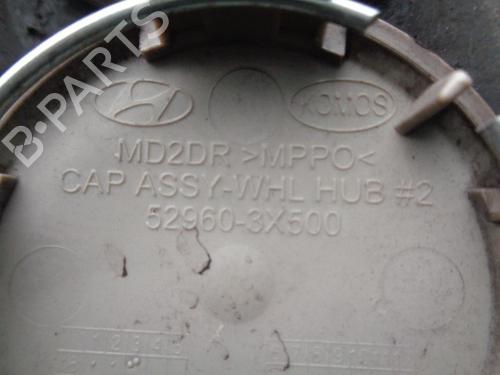 B-PARTS
KOMOS
MD2DR >MPPO<
CAP ASSY-WHL HUB #2
52960-3X500